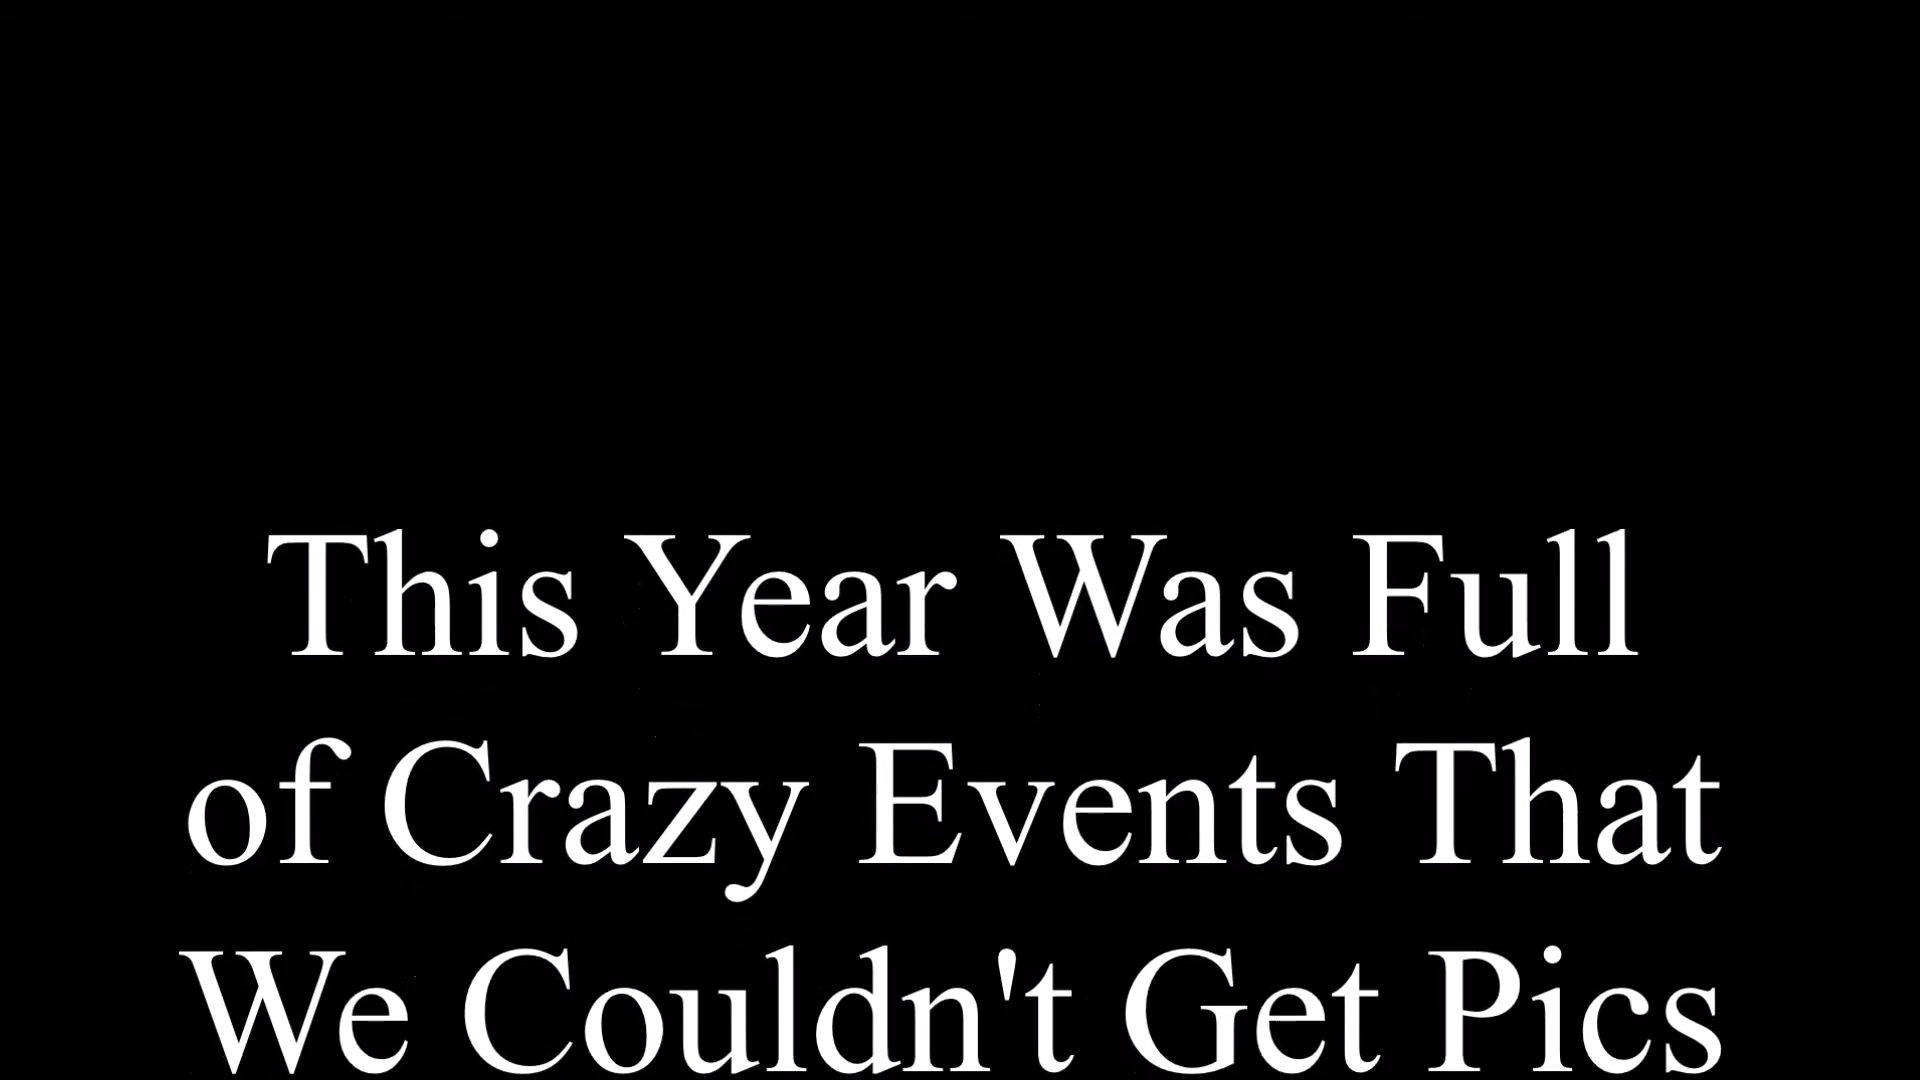 This Year Was Full
of Crazy Events That
We Couldn't Get Pics